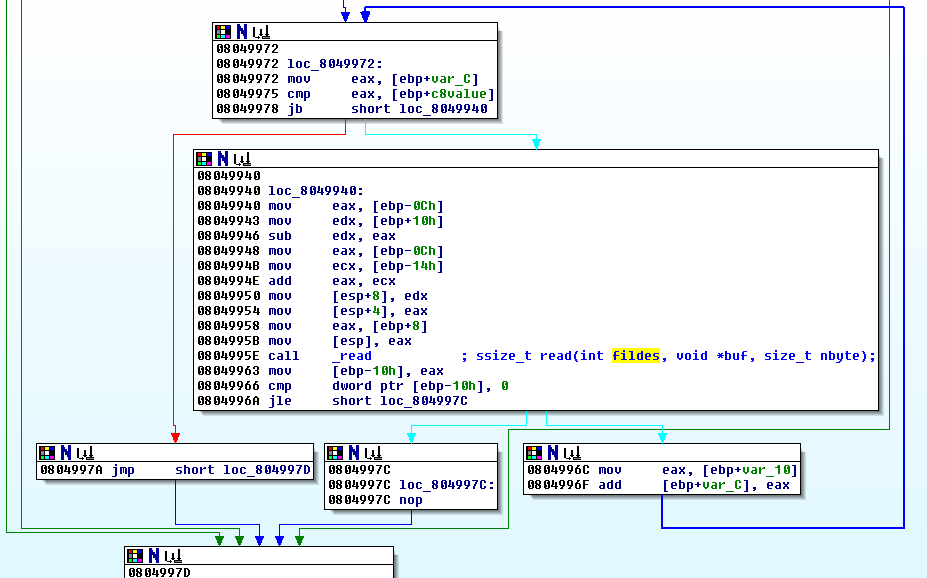 08049972
08049972 loc_8049972:
08049972 mov eax, [ebp+var_C]
08049975 cmp eax, [ebp+c8value]
08049978 jb short loc_8049940
08049940
08049940 loc_8049940:
08049940 mov eax, [ebp-0Ch]
08049943 mov edx, [ebp+10h]
08049946 sub edx, eax
08049948 mov eax, [ebp-0Ch]
0804994B mov ecx, [ebp-14h]
0804994E add eax, ecx
08049950 mov [esp+8], edx
08049954 mov [esp+4], eax
08049958 mov eax, [ebp+8]
0804995B mov [esp], eax
0804995E call _read ; ssize_t read(int fildes, void *buf, size_t nbyte);
08049963 mov [ebp-10h], eax
08049966 cmp dword ptr [ebp-10h], 0
0804996A jle short loc_804997C
0804997A jmp short loc_804997D
0804997C
0804997C loc_804997C:
0804997C nop
0804996C mov eax, [ebp+var_10]
0804996F add [ebp+var_C], eax
0804997D